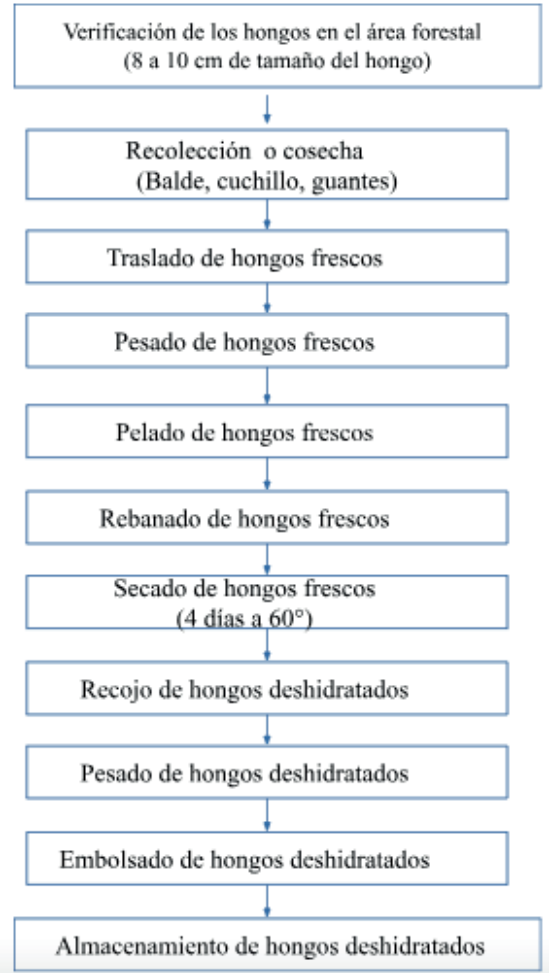 Verificación de los hongos en el área forestal
(8 a 10 cm de tamaño del hongo)
Recolección o cosecha
(Balde, cuchillo, guantes)
Traslado de hongos frescos
Pesado de hongos frescos
Pelado de hongos frescos
Rebanado de hongos frescos
Secado de hongos frescos
(4 días a 60°)
Recojo de hongos deshidratados
Pesado de hongos deshidratados
Embolsado de hongos deshidratados
Almacenamiento de hongos deshidratados